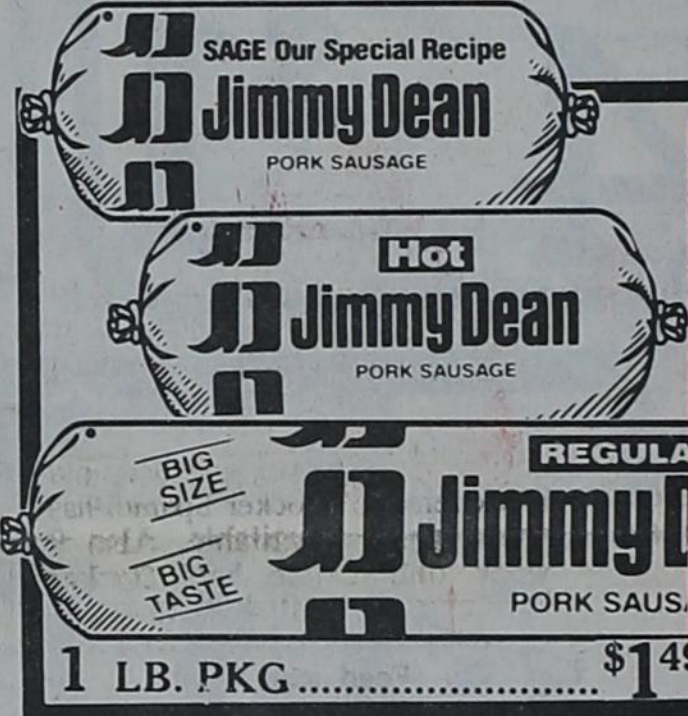 SAGE Our Special Recipe
Jimmy Dean
PORK SAUSAGE
Hot
Jimmy Dean
PORK SAUSAGE
BIG
SIZE
BIG
TASTE
REGULA
Jimmy D
PORK SAUS
1 LB. PKG.............................. $1 49